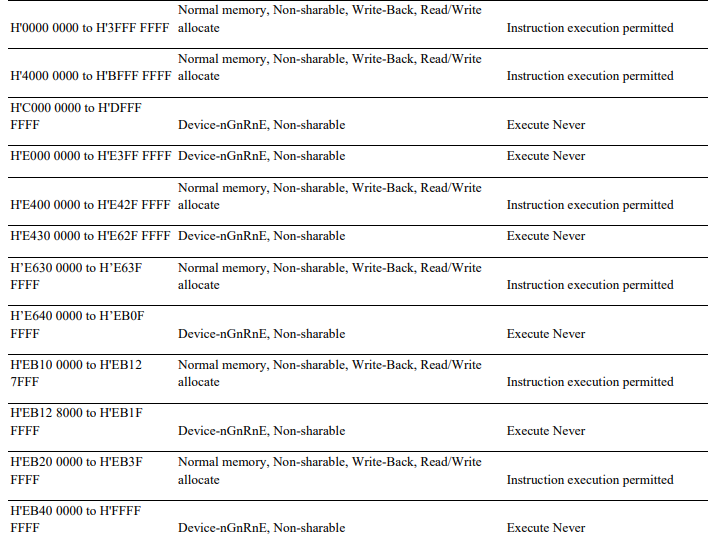 Normal memory, Non-sharable, Write-Back, Read/Write
H'0000 0000 to H'3FFF FFFF allocate Instruction execution permitted
Normal memory, Non-sharable, Write-Back, Read/Write
H'4000 0000 to H'BFFF FFFF allocate Instruction execution permitted
H'C000 0000 to H'DFFF
FFFF Device-nGnRnE, Non-sharable Execute Never
H'E000 0000 to H'E3FF FFFF Device-nGnRnE, Non-sharable Execute Never
Normal memory, Non-sharable, Write-Back, Read/Write
H'E400 0000 to H'E42F FFFF allocate Instruction execution permitted
H'E430 0000 to H'E62F FFFF Device-nGnRnE, Non-sharable Execute Never
H’E630 0000 to H’E63F Normal memory, Non-sharable, Write-Back, Read/Write
FFFF allocate Instruction execution permitted
H’E640 0000 to H’EB0F
FFFF Device-nGnRnE, Non-sharable Execute Never
H'EB10 0000 to H'EB12 Normal memory, Non-sharable, Write-Back, Read/Write
7FFF allocate Instruction execution permitted
H'EB12 8000 to H'EB1F
FFFF Device-nGnRnE, Non-sharable Execute Never
H'EB20 0000 to H'EB3F Normal memory, Non-sharable, Write-Back, Read/Write
FFFF allocate Instruction execution permitted
H'EB40 0000 to H'FFFF
FFFF Device-nGnRnE, Non-sharable Execute Never